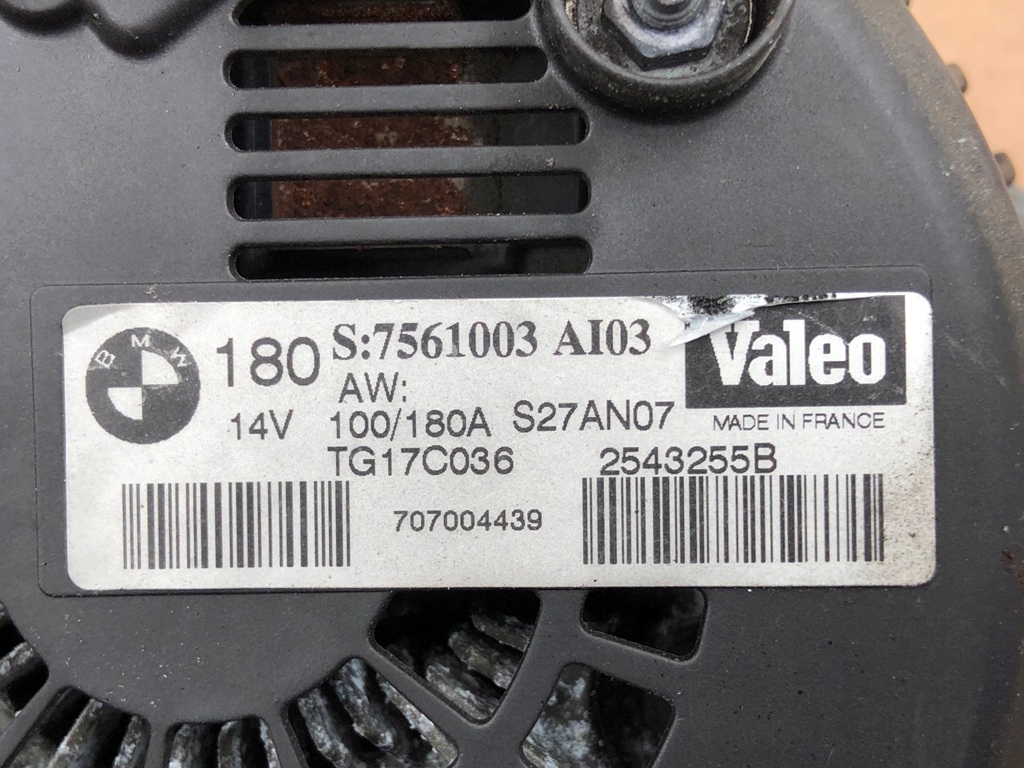 BMW 180 S:7561003 AI03 Valeo
AW:
14V 100/180A S27AN07 MADE IN FRANCE
TG17C036 2543255B
707004439